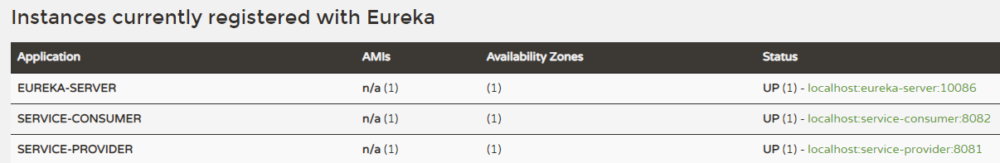 Instances currently registered with Eureka
Application AMIs Availability Zones Status
EUREKA-SERVER n/a (1) (1) UP (1) - localhost:eureka-server:10086
SERVICE-CONSUMER n/a (1) (1) UP (1) - localhost:service-consumer:8082
SERVICE-PROVIDER n/a (1) (1) UP (1) - localhost:service-provider:8081